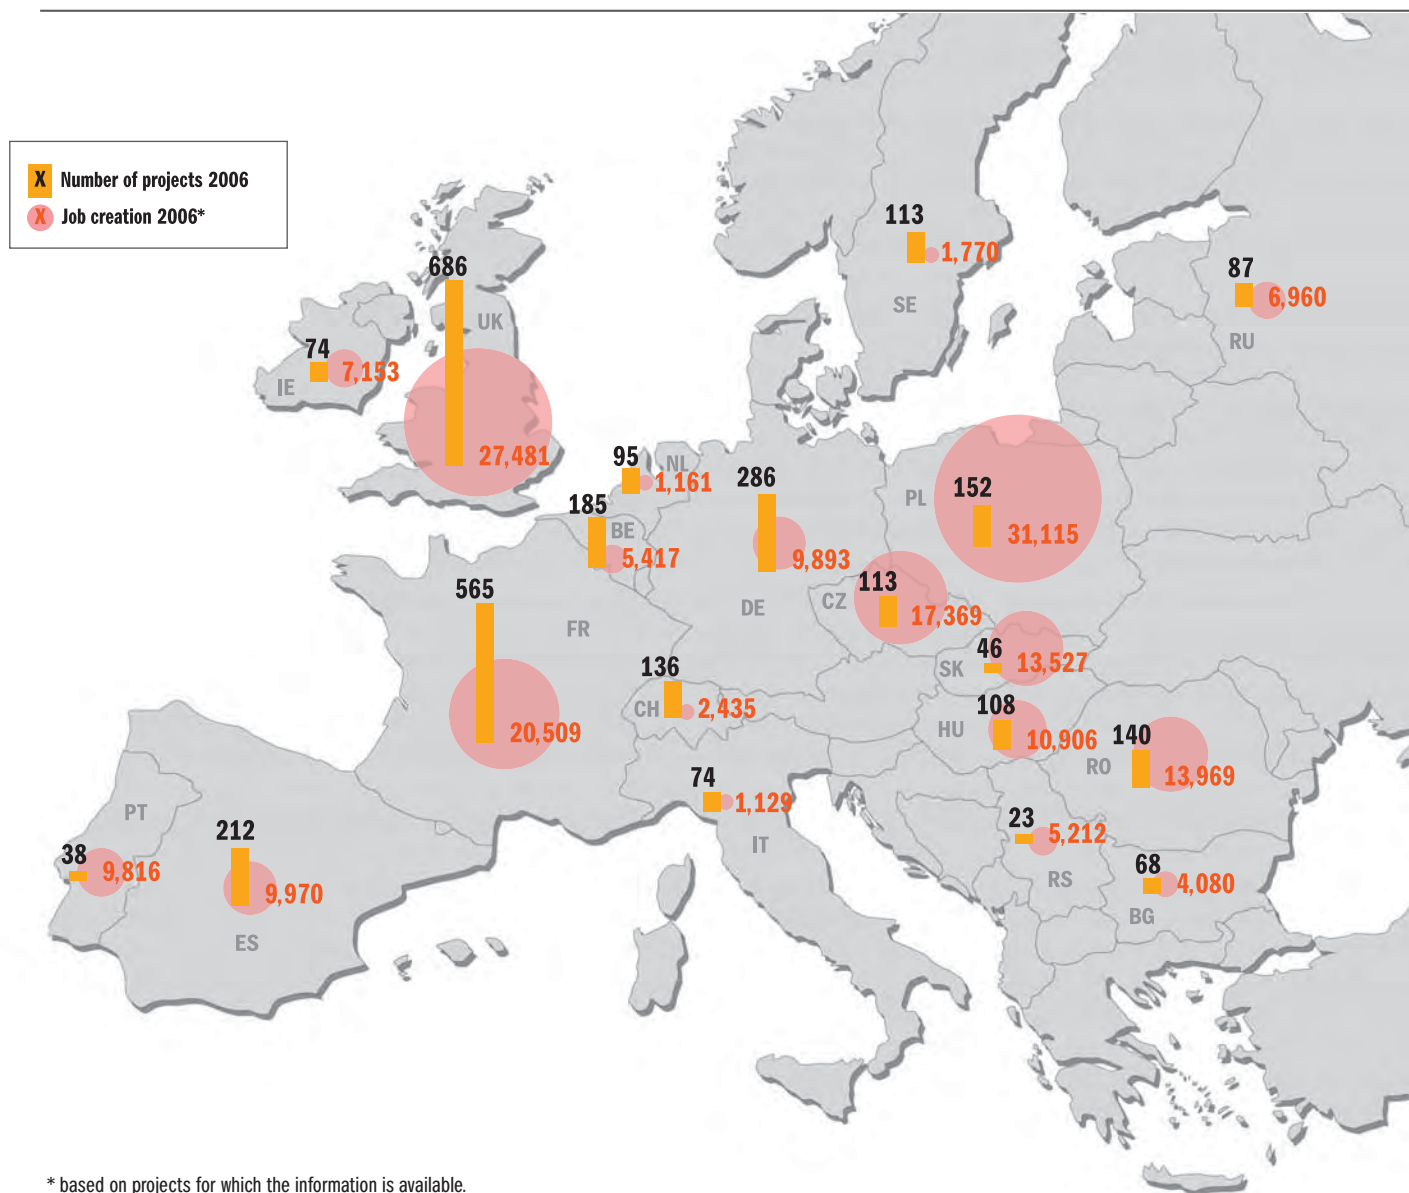 X Number of projects 2006
X Job creation 2006*
113
1,770
SE
87
6,960
RU
686
UK
27,481
74
7,153
IE
95
NL
1,161
185
BE
5,417
286
9,893
DE
152
PL
31,115
113
CZ
17,369
46
SK
13,527
565
FR
20,509
136
CH
2,435
108
HU
10,906
140
RO
13,969
74
1,129
IT
23
5,212
RS
68
4,080
BG
PT
38
9,816
212
9,970
ES
* based on projects for which the information is available.